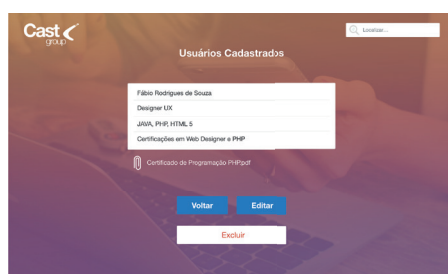 Cast
group
Localizar...
Usuários Cadastrados
Fábio Rodrigues de Souza
Designer UX
JAVA, PHP, HTML 5
Certificações em Web Designer e PHP
Certificado de Programação PHP.pdf
Voltar Editar
Excluir